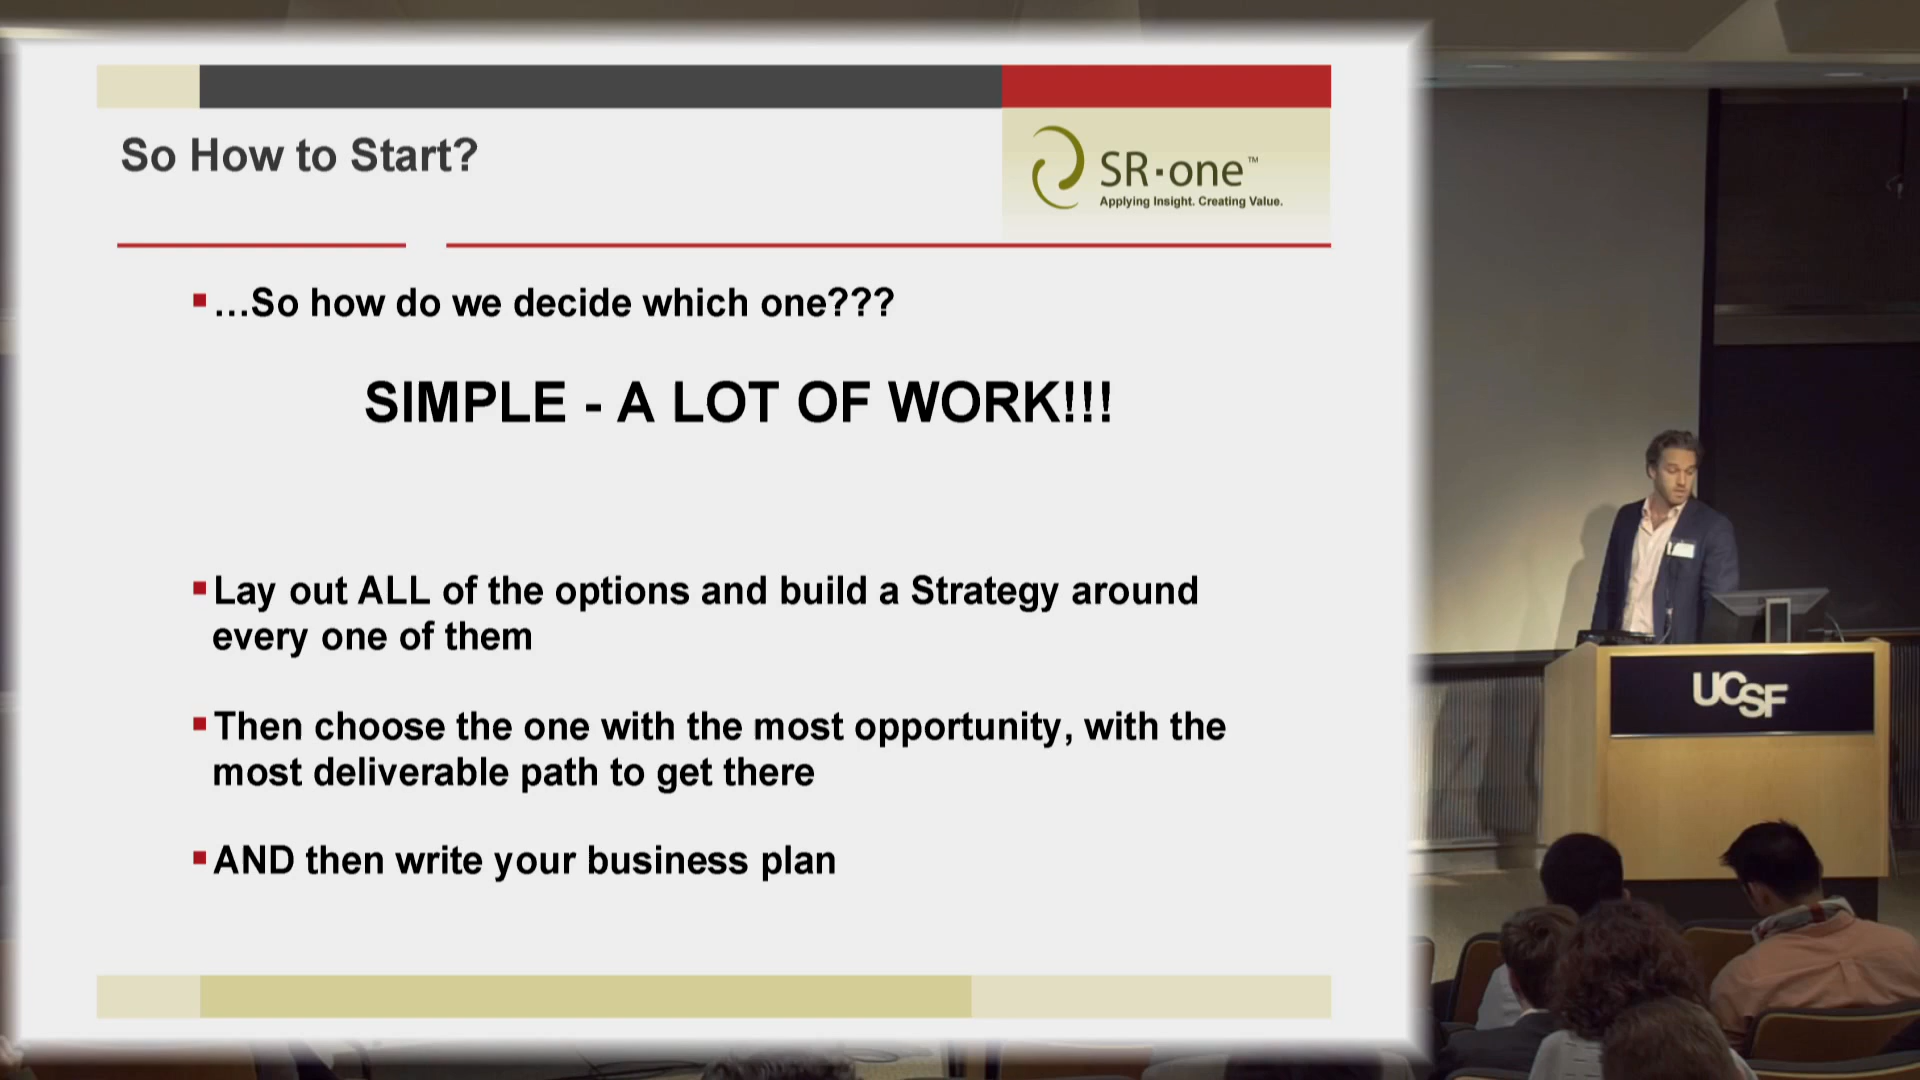 So How to Start?
SR·one™
Applying Insight. Creating Value.
…So how do we decide which one???
SIMPLE - A LOT OF WORK!!!
Lay out ALL of the options and build a Strategy around
every one of them
Then choose the one with the most opportunity, with the
most deliverable path to get there
AND then write your business plan
UCSF